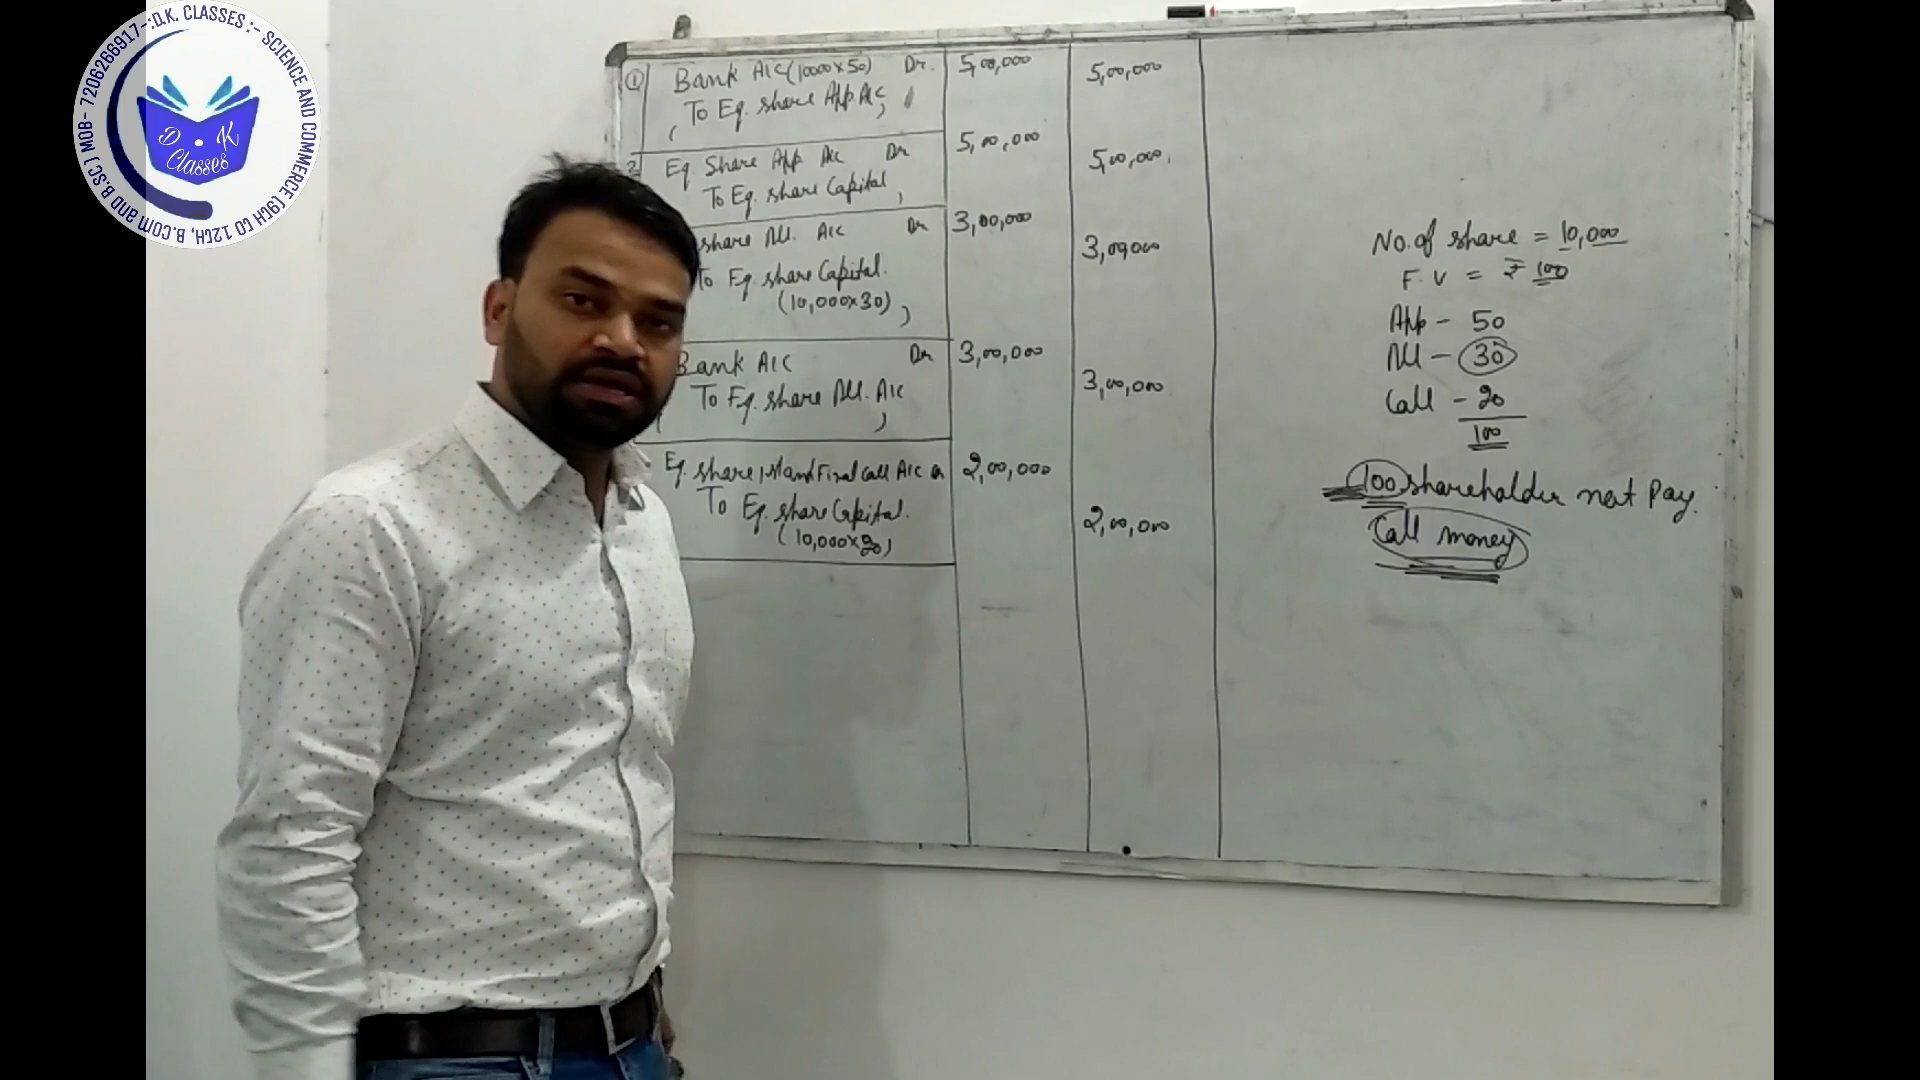 :D.K. CLASSES :- SCIENCE AND COMMERCE (9TH TO 12TH, B.COM AND B.SC.) MOB- 7206266917-
D . K
Classes
① Bank A/C (10000×50) Dr. 5,00,000
To Eq. share App. A/c, 5,00,000
2 Eq. Share App. A/c Dr 5,00,000
To Eq. share Capital, 5,00,000
share All. A/C Dr 3,00,000
To Eq. share Capital. 3,00,000
(10,000×30)
Bank A/C Dr 3,00,000
To Eq. share All. A/C 3,00,000
Eq. share 1st and Final Call A/C Dr 2,00,000
To Eq. share Capital. 2,00,000
(10,000×20)
No. of share = 10,000
F.V = ₹ 100
App - 50
All - 30
Call - 20
100
100 shareholder not Pay.
Call money